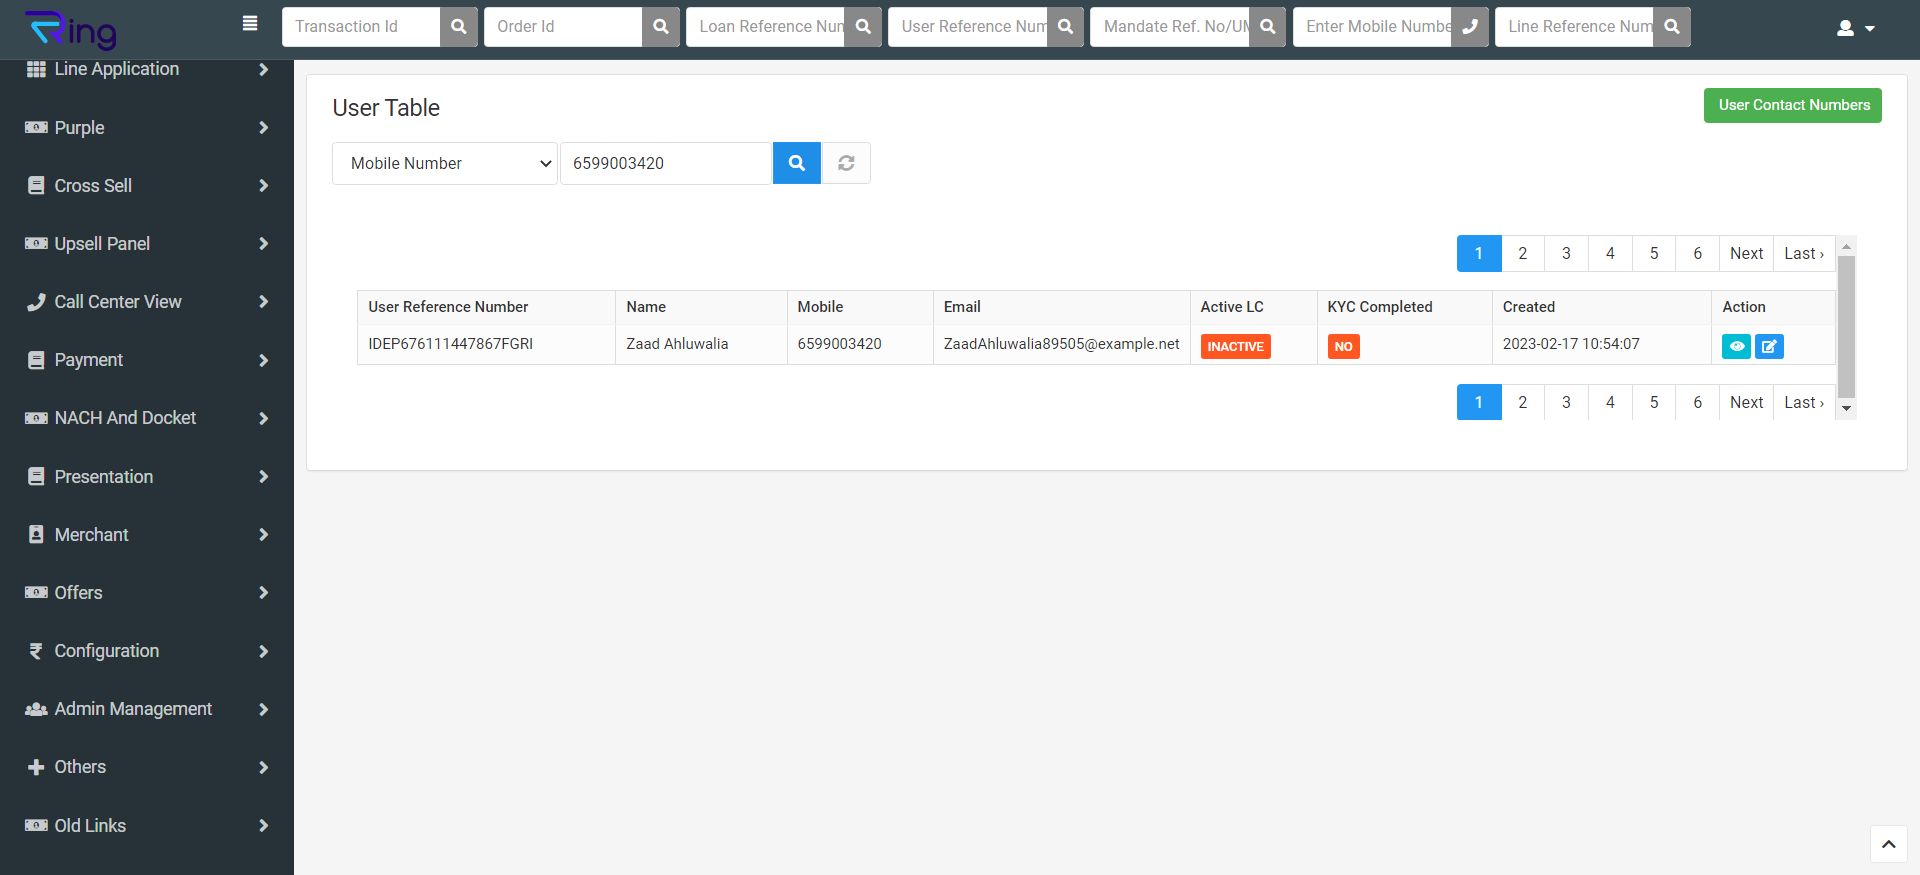 Ring
Transaction Id
Order Id
Loan Reference Num
User Reference Num
Mandate Ref. No/UM
Enter Mobile Numbe
Line Reference Num
Line Application
Purple
Cross Sell
Upsell Panel
Call Center View
Payment
NACH And Docket
Presentation
Merchant
Offers
Configuration
Admin Management
Others
Old Links
User Table
User Contact Numbers
Mobile Number 6599003420
1 2 3 4 5 6 Next Last ›
User Reference Number Name Mobile Email Active LC KYC Completed Created Action
IDEP676111447867FGRI Zaad Ahluwalia 6599003420 ZaadAhluwalia89505@example.net INACTIVE NO 2023-02-17 10:54:07
1 2 3 4 5 6 Next Last ›